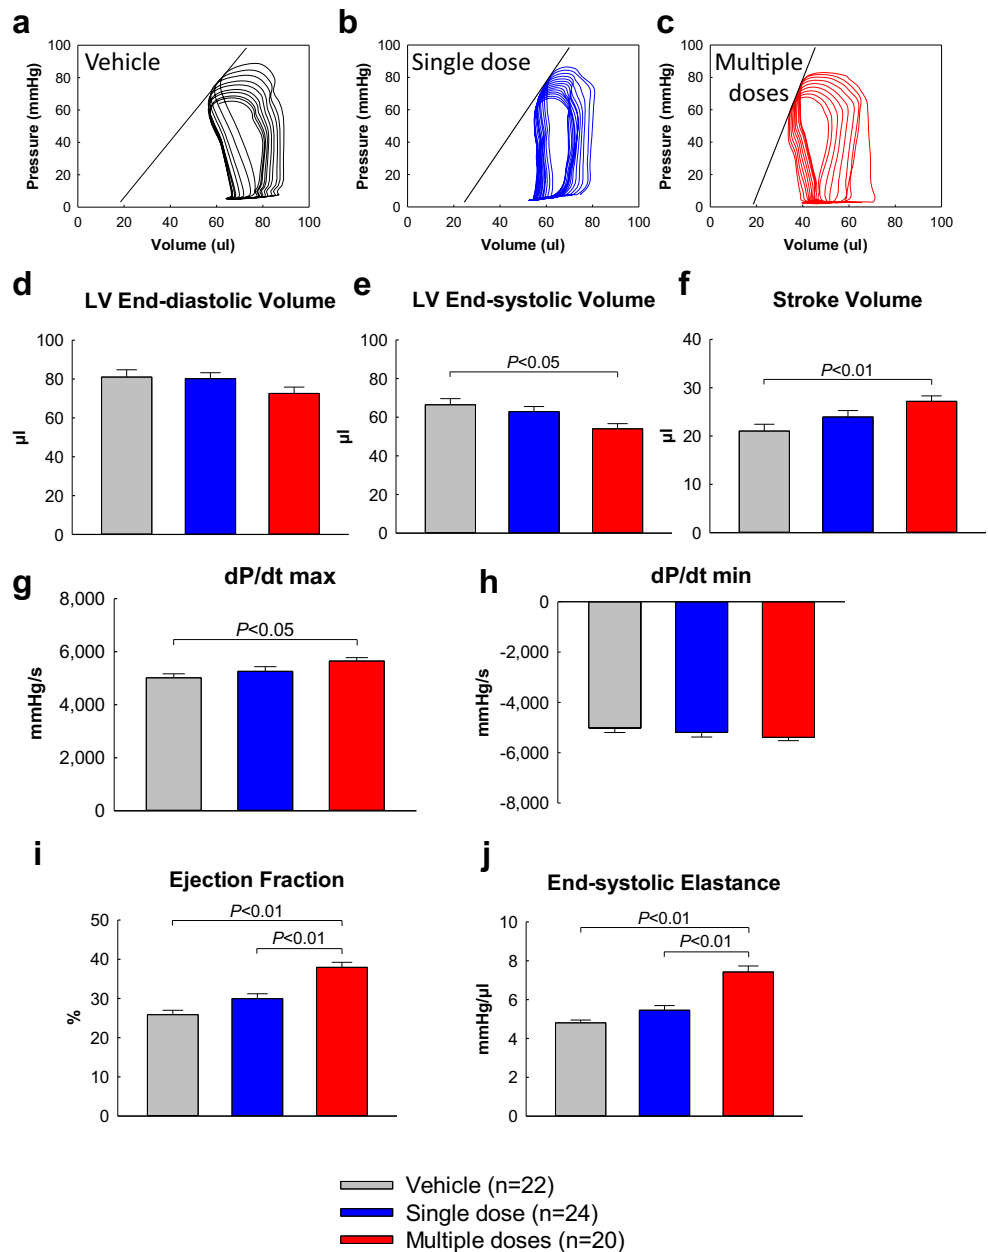 a
b
c
100
80
60
40
20
0
Pressure (mmHg)
Vehicle
0 20 40 60 80 100
Volume (ul)
100
80
60
40
20
0
Pressure (mmHg)
Single dose
0 20 40 60 80 100
Volume (ul)
100
80
60
40
20
0
Pressure (mmHg)
Multiple
doses
0 20 40 60 80 100
Volume (ul)
d
LV End-diastolic Volume
100
80
60
40
20
0
µl
e
LV End-systolic Volume
100
80
60
40
20
0
µl
P<0.05
f
Stroke Volume
40
30
20
10
0
µl
P<0.01
g
dP/dt max
8,000
6,000
4,000
2,000
0
mmHg/s
P<0.05
h
dP/dt min
0
-2,000
-4,000
-6,000
-8,000
mmHg/s
i
Ejection Fraction
50
40
30
20
10
0
%
P<0.01
P<0.01
j
End-systolic Elastance
10
8
6
4
2
0
mmHg/µl
P<0.01
P<0.01
Vehicle (n=22)
Single dose (n=24)
Multiple doses (n=20)